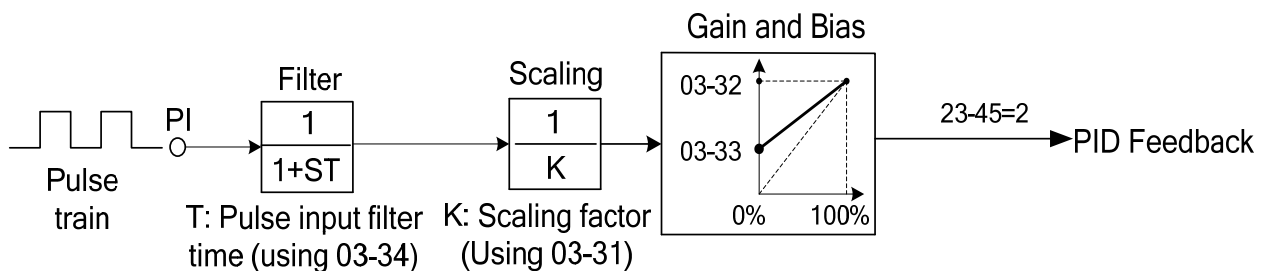 Gain and Bias
Filter
Scaling
PI
1
1+ST
1
K
03-32
03-33
0%
100%
23-45=2
PID Feedback
Pulse
train
T: Pulse input filter
time (using 03-34)
K: Scaling factor
(Using 03-31)